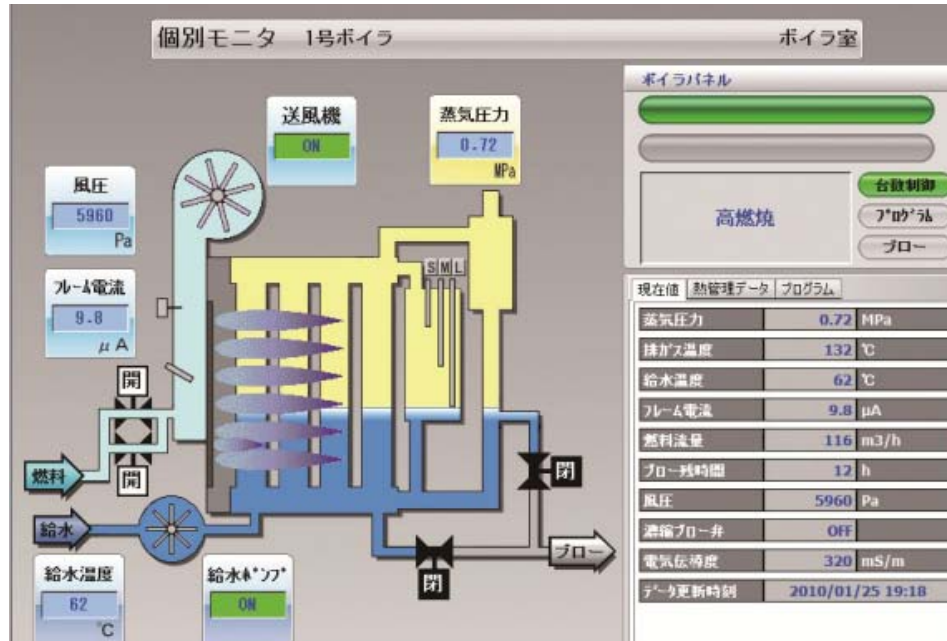 個別モニタ 1号ボイラ ボイラ室
送風機
ON
蒸気圧力
0.72
MPa
風圧
5960
Pa
フレーム電流
9.8
μA
開
開
燃料
給水
給水温度
62
℃
給水ポンプ
ON
S M L
閉
閉
ブロー
ボイラパネル
高燃焼
台数制御
プログラム
ブロー
現在値 熱管理データ プログラム
蒸気圧力 0.72 MPa
排ガス温度 132 ℃
給水温度 62 ℃
フレーム電流 9.8 μA
燃料流量 116 m3/h
ブロー残時間 12 h
風圧 5960 Pa
濃縮ブロー弁 OFF
電気伝導度 320 mS/m
データ更新時刻 2010/01/25 19:18